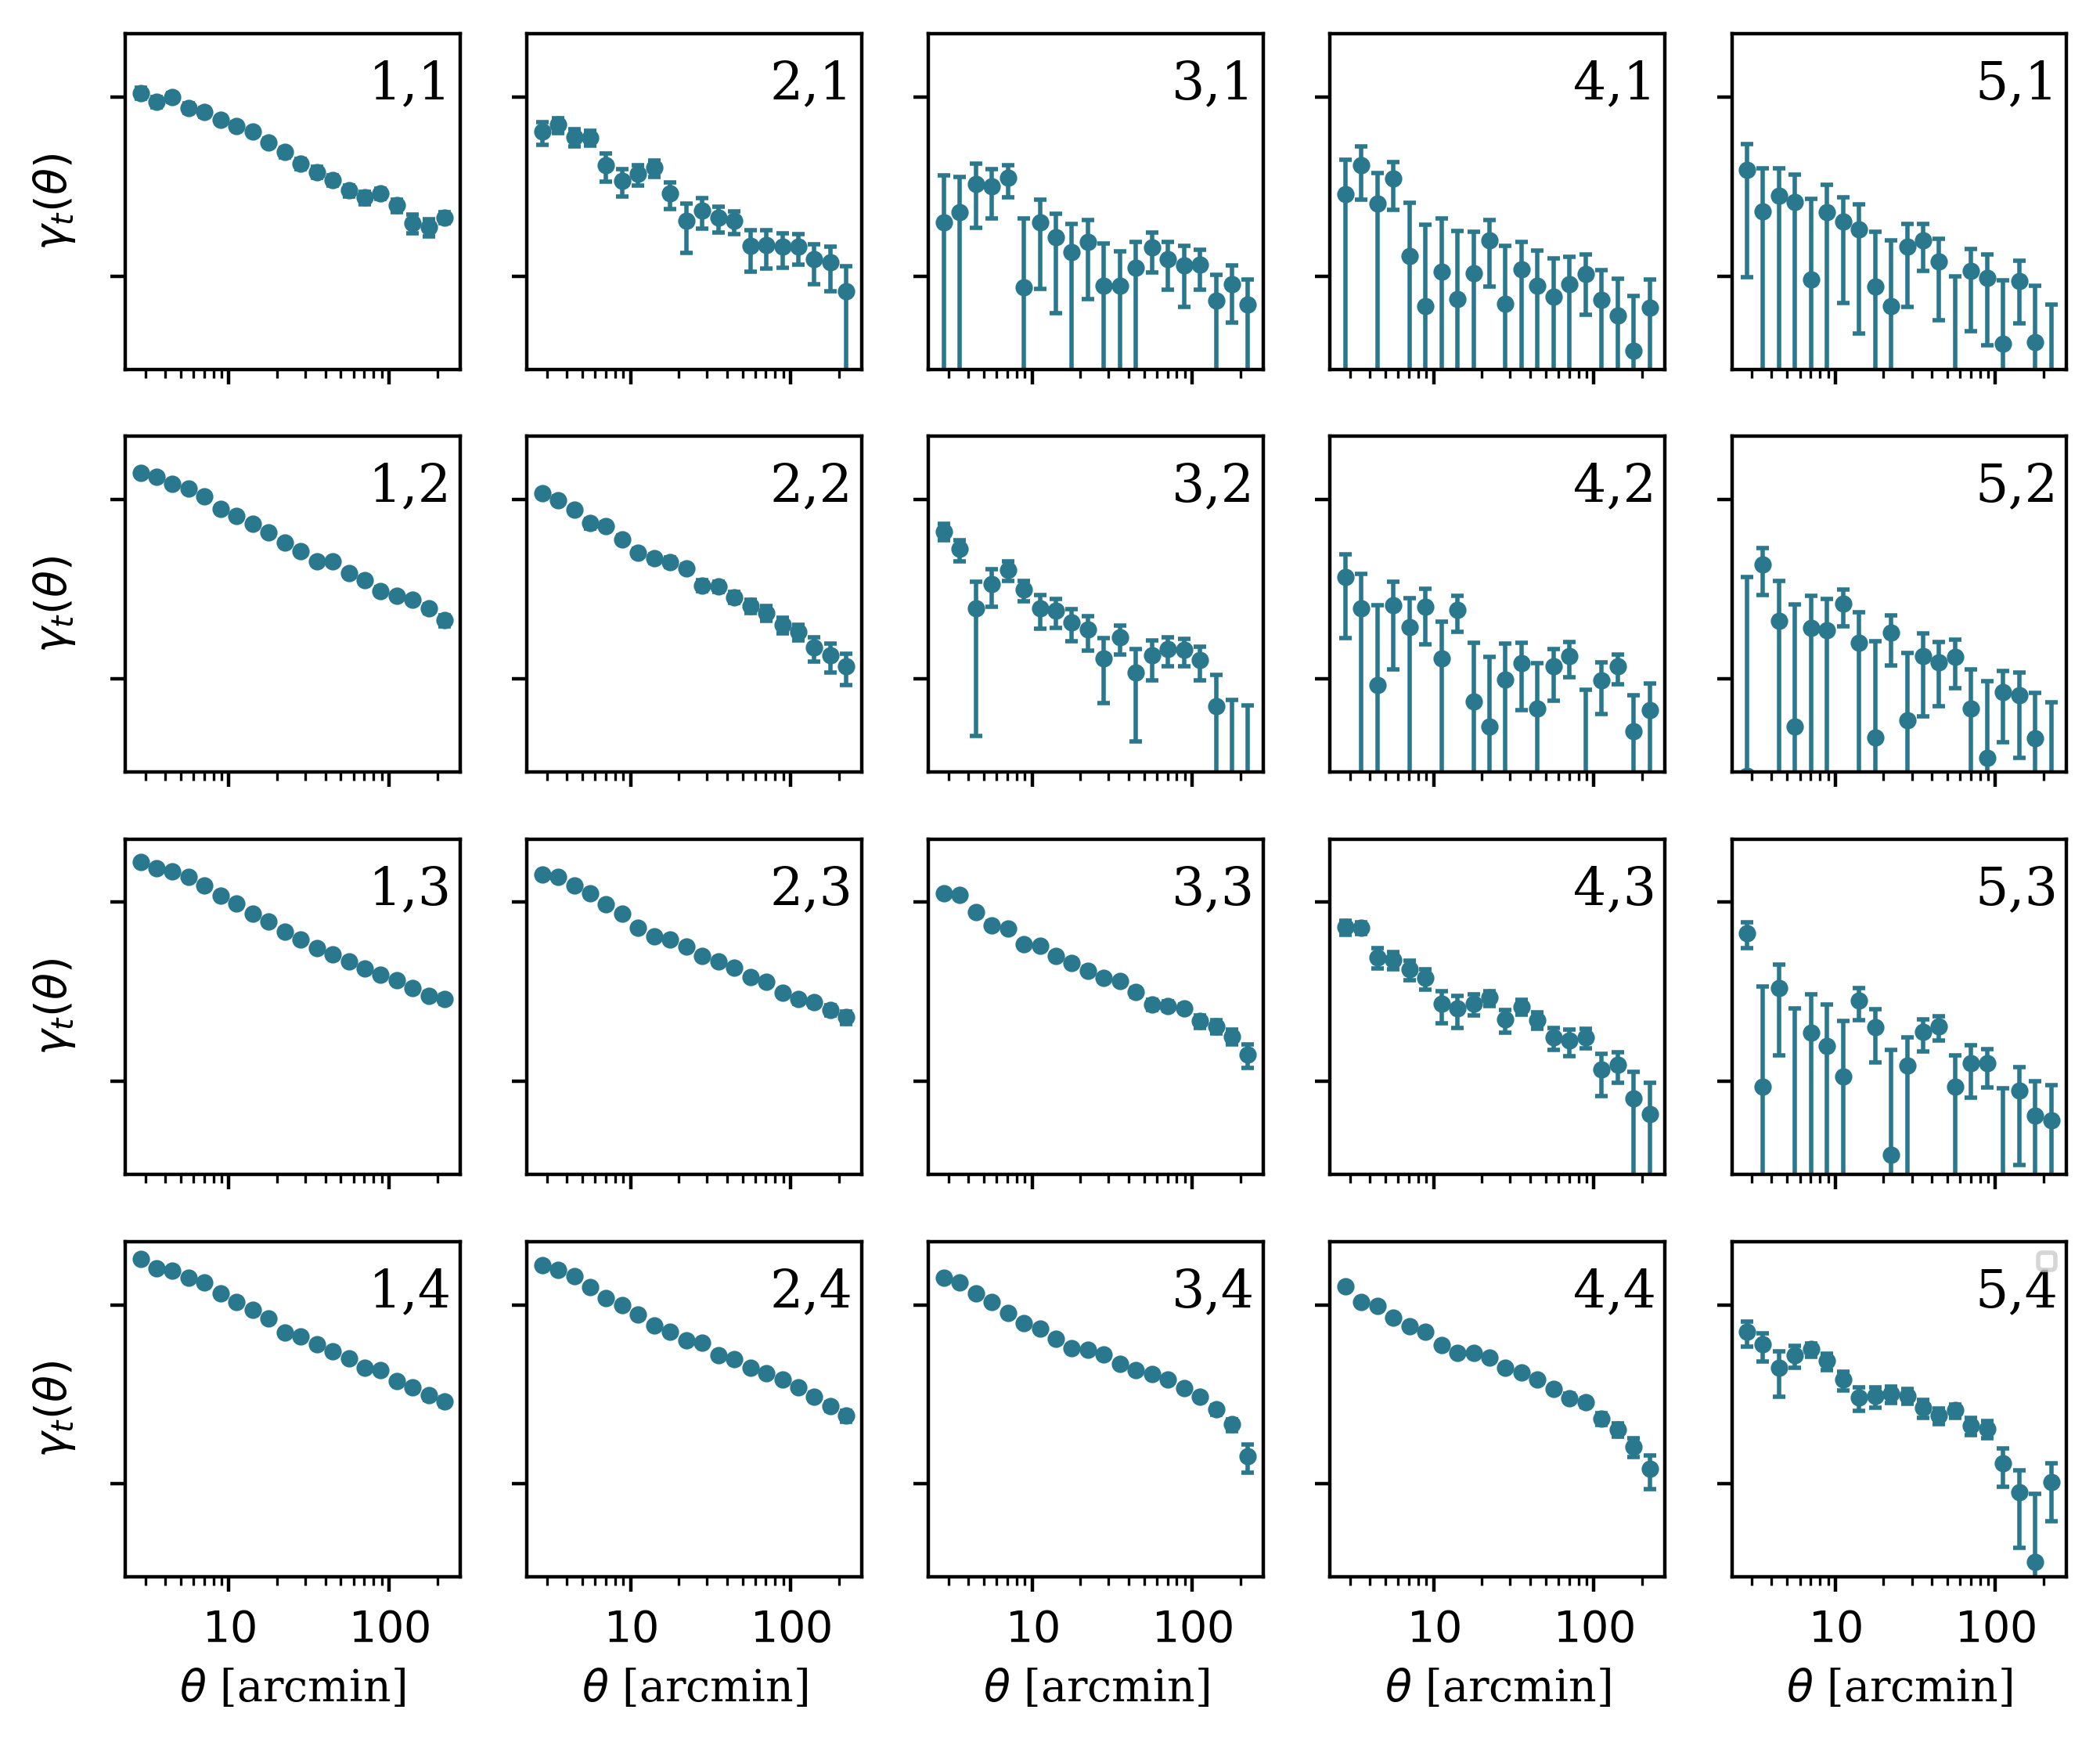 γt(θ) 1,1 2,1 3,1 4,1 5,1
γt(θ) 1,2 2,2 3,2 4,2 5,2
γt(θ) 1,3 2,3 3,3 4,3 5,3
γt(θ) 1,4 2,4 3,4 4,4 5,4
10 100 10 100 10 100 10 100 10 100
θ [arcmin] θ [arcmin] θ [arcmin] θ [arcmin] θ [arcmin]